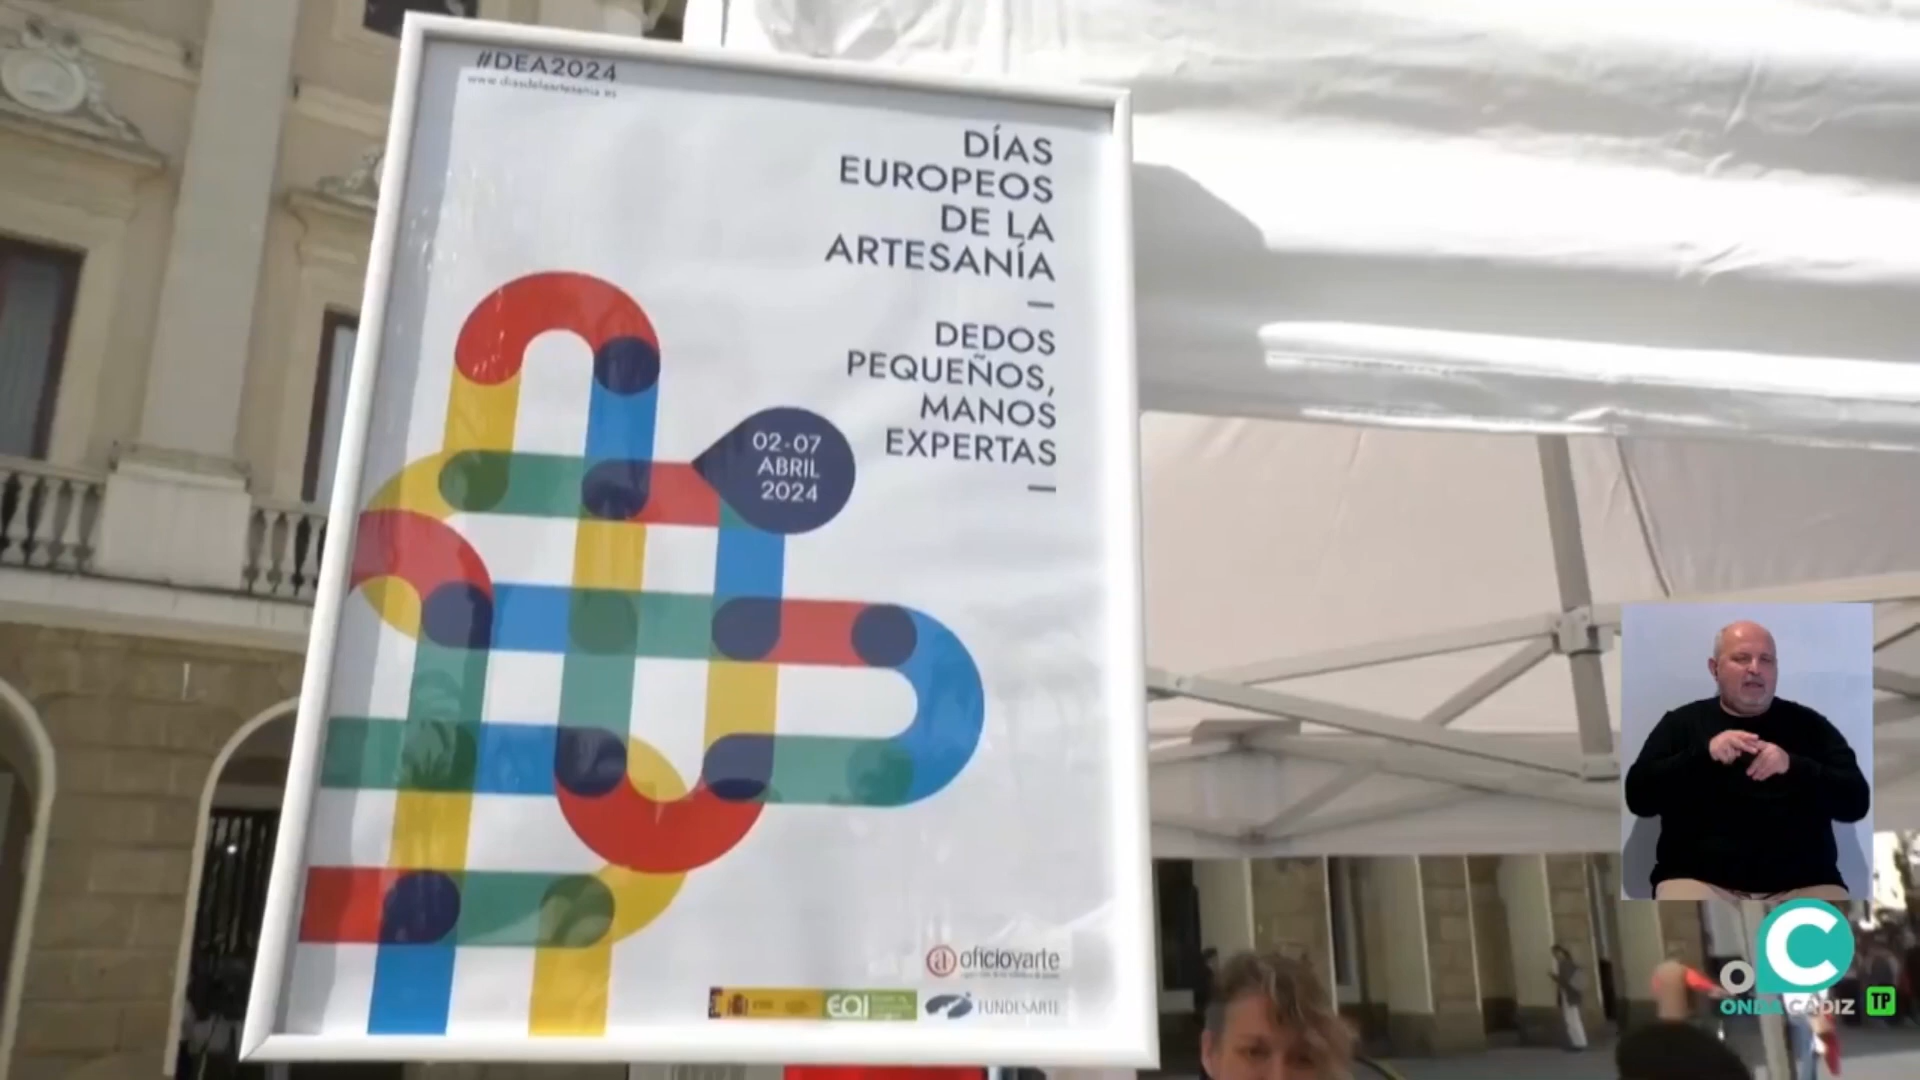 #DEA2024
www.diasdelaartesania.es
DÍAS
EUROPEOS
DE LA
ARTESANÍA
DEDOS
PEQUEÑOS,
MANOS
EXPERTAS
02-07
ABRIL
2024
oficioyarte
EOI
FUNDESARTE
ONDA CÁDIZ
TP